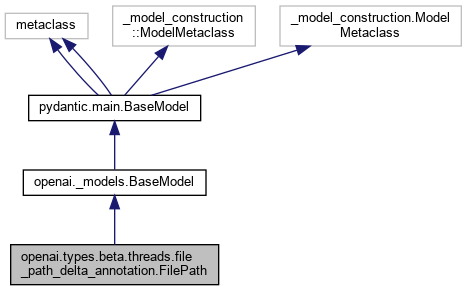 metaclass
_model_construction
::ModelMetaclass
_model_construction.Model
Metaclass
pydantic.main.BaseModel
openai._models.BaseModel
openai.types.beta.threads.file
_path_delta_annotation.FilePath